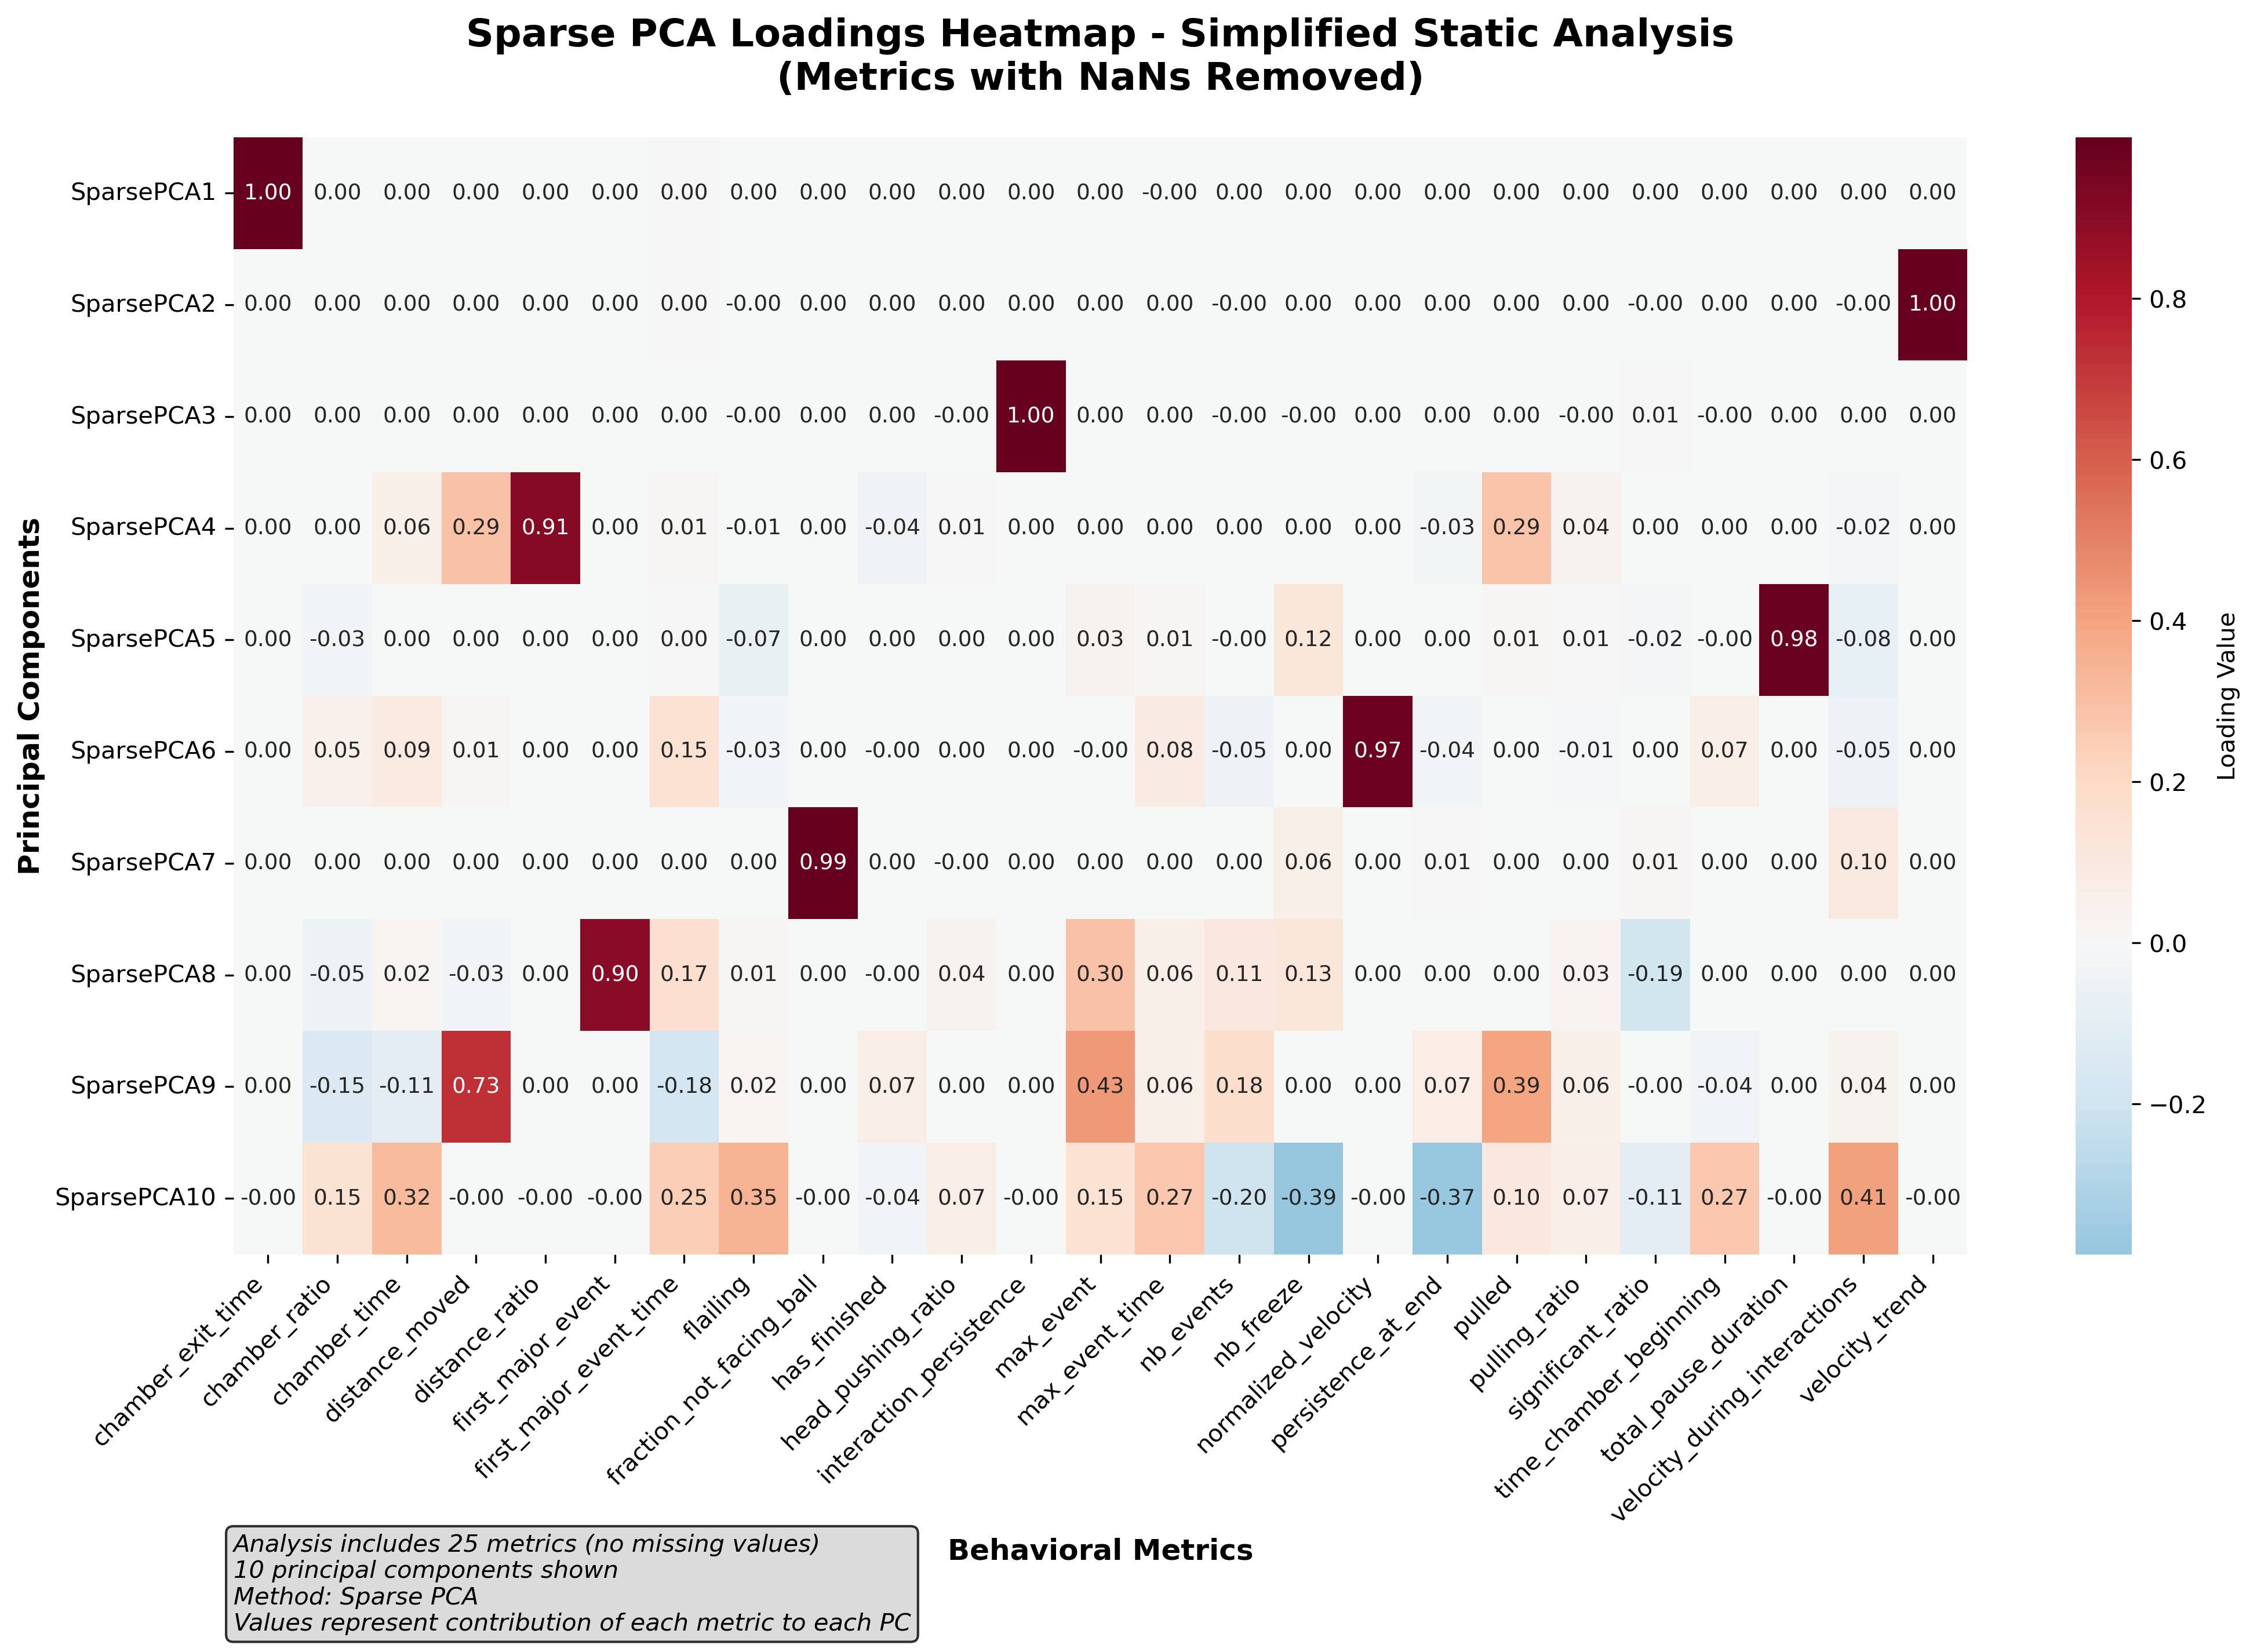 Sparse PCA Loadings Heatmap - Simplified Static Analysis
(Metrics with NaNs Removed)
Principal Components
SparsePCA1 1.00 0.00 0.00 0.00 0.00 0.00 0.00 0.00 0.00 0.00 0.00 0.00 0.00 -0.00 0.00 0.00 0.00 0.00 0.00 0.00 0.00 0.00 0.00 0.00 0.00
SparsePCA2 0.00 0.00 0.00 0.00 0.00 0.00 0.00 -0.00 0.00 0.00 0.00 0.00 0.00 0.00 -0.00 0.00 0.00 0.00 0.00 0.00 -0.00 0.00 0.00 -0.00 1.00
SparsePCA3 0.00 0.00 0.00 0.00 0.00 0.00 0.00 -0.00 0.00 0.00 -0.00 1.00 0.00 0.00 -0.00 -0.00 0.00 0.00 0.00 -0.00 0.01 -0.00 0.00 0.00 0.00
SparsePCA4 0.00 0.00 0.06 0.29 0.91 0.00 0.01 -0.01 0.00 -0.04 0.01 0.00 0.00 0.00 0.00 0.00 0.00 -0.03 0.29 0.04 0.00 0.00 0.00 -0.02 0.00
SparsePCA5 0.00 -0.03 0.00 0.00 0.00 0.00 0.00 -0.07 0.00 0.00 0.00 0.00 0.03 0.01 -0.00 0.12 0.00 0.00 0.01 0.01 -0.02 -0.00 0.98 -0.08 0.00
SparsePCA6 0.00 0.05 0.09 0.01 0.00 0.00 0.15 -0.03 0.00 -0.00 0.00 0.00 -0.00 0.08 -0.05 0.00 0.97 -0.04 0.00 -0.01 0.00 0.07 0.00 -0.05 0.00
SparsePCA7 0.00 0.00 0.00 0.00 0.00 0.00 0.00 0.00 0.99 0.00 -0.00 0.00 0.00 0.00 0.00 0.06 0.00 0.01 0.00 0.00 0.01 0.00 0.00 0.10 0.00
SparsePCA8 0.00 -0.05 0.02 -0.03 0.00 0.90 0.17 0.01 0.00 -0.00 0.04 0.00 0.30 0.06 0.11 0.13 0.00 0.00 0.00 0.03 -0.19 0.00 0.00 0.00 0.00
SparsePCA9 0.00 -0.15 -0.11 0.73 0.00 0.00 -0.18 0.02 0.00 0.07 0.00 0.00 0.43 0.06 0.18 0.00 0.00 0.07 0.39 0.06 -0.00 -0.04 0.00 0.04 0.00
SparsePCA10 -0.00 0.15 0.32 -0.00 -0.00 -0.00 0.25 0.35 -0.00 -0.04 0.07 -0.00 0.15 0.27 -0.20 -0.39 -0.00 -0.37 0.10 0.07 -0.11 0.27 -0.00 0.41 -0.00
chamber_exit_time
chamber_ratio
chamber_time
distance_moved
distance_ratio
first_major_event
first_major_event_time
flailing
fraction_not_facing_ball
has_finished
head_pushing_ratio
interaction_persistence
max_event
max_event_time
nb_events
nb_freeze
normalized_velocity
persistence_at_end
pulled
pulling_ratio
significant_ratio
time_chamber_beginning
total_pause_duration
velocity_during_interactions
velocity_trend
Behavioral Metrics
0.8
0.6
0.4
0.2
0.0
−0.2
Loading Value
Analysis includes 25 metrics (no missing values)
10 principal components shown
Method: Sparse PCA
Values represent contribution of each metric to each PC